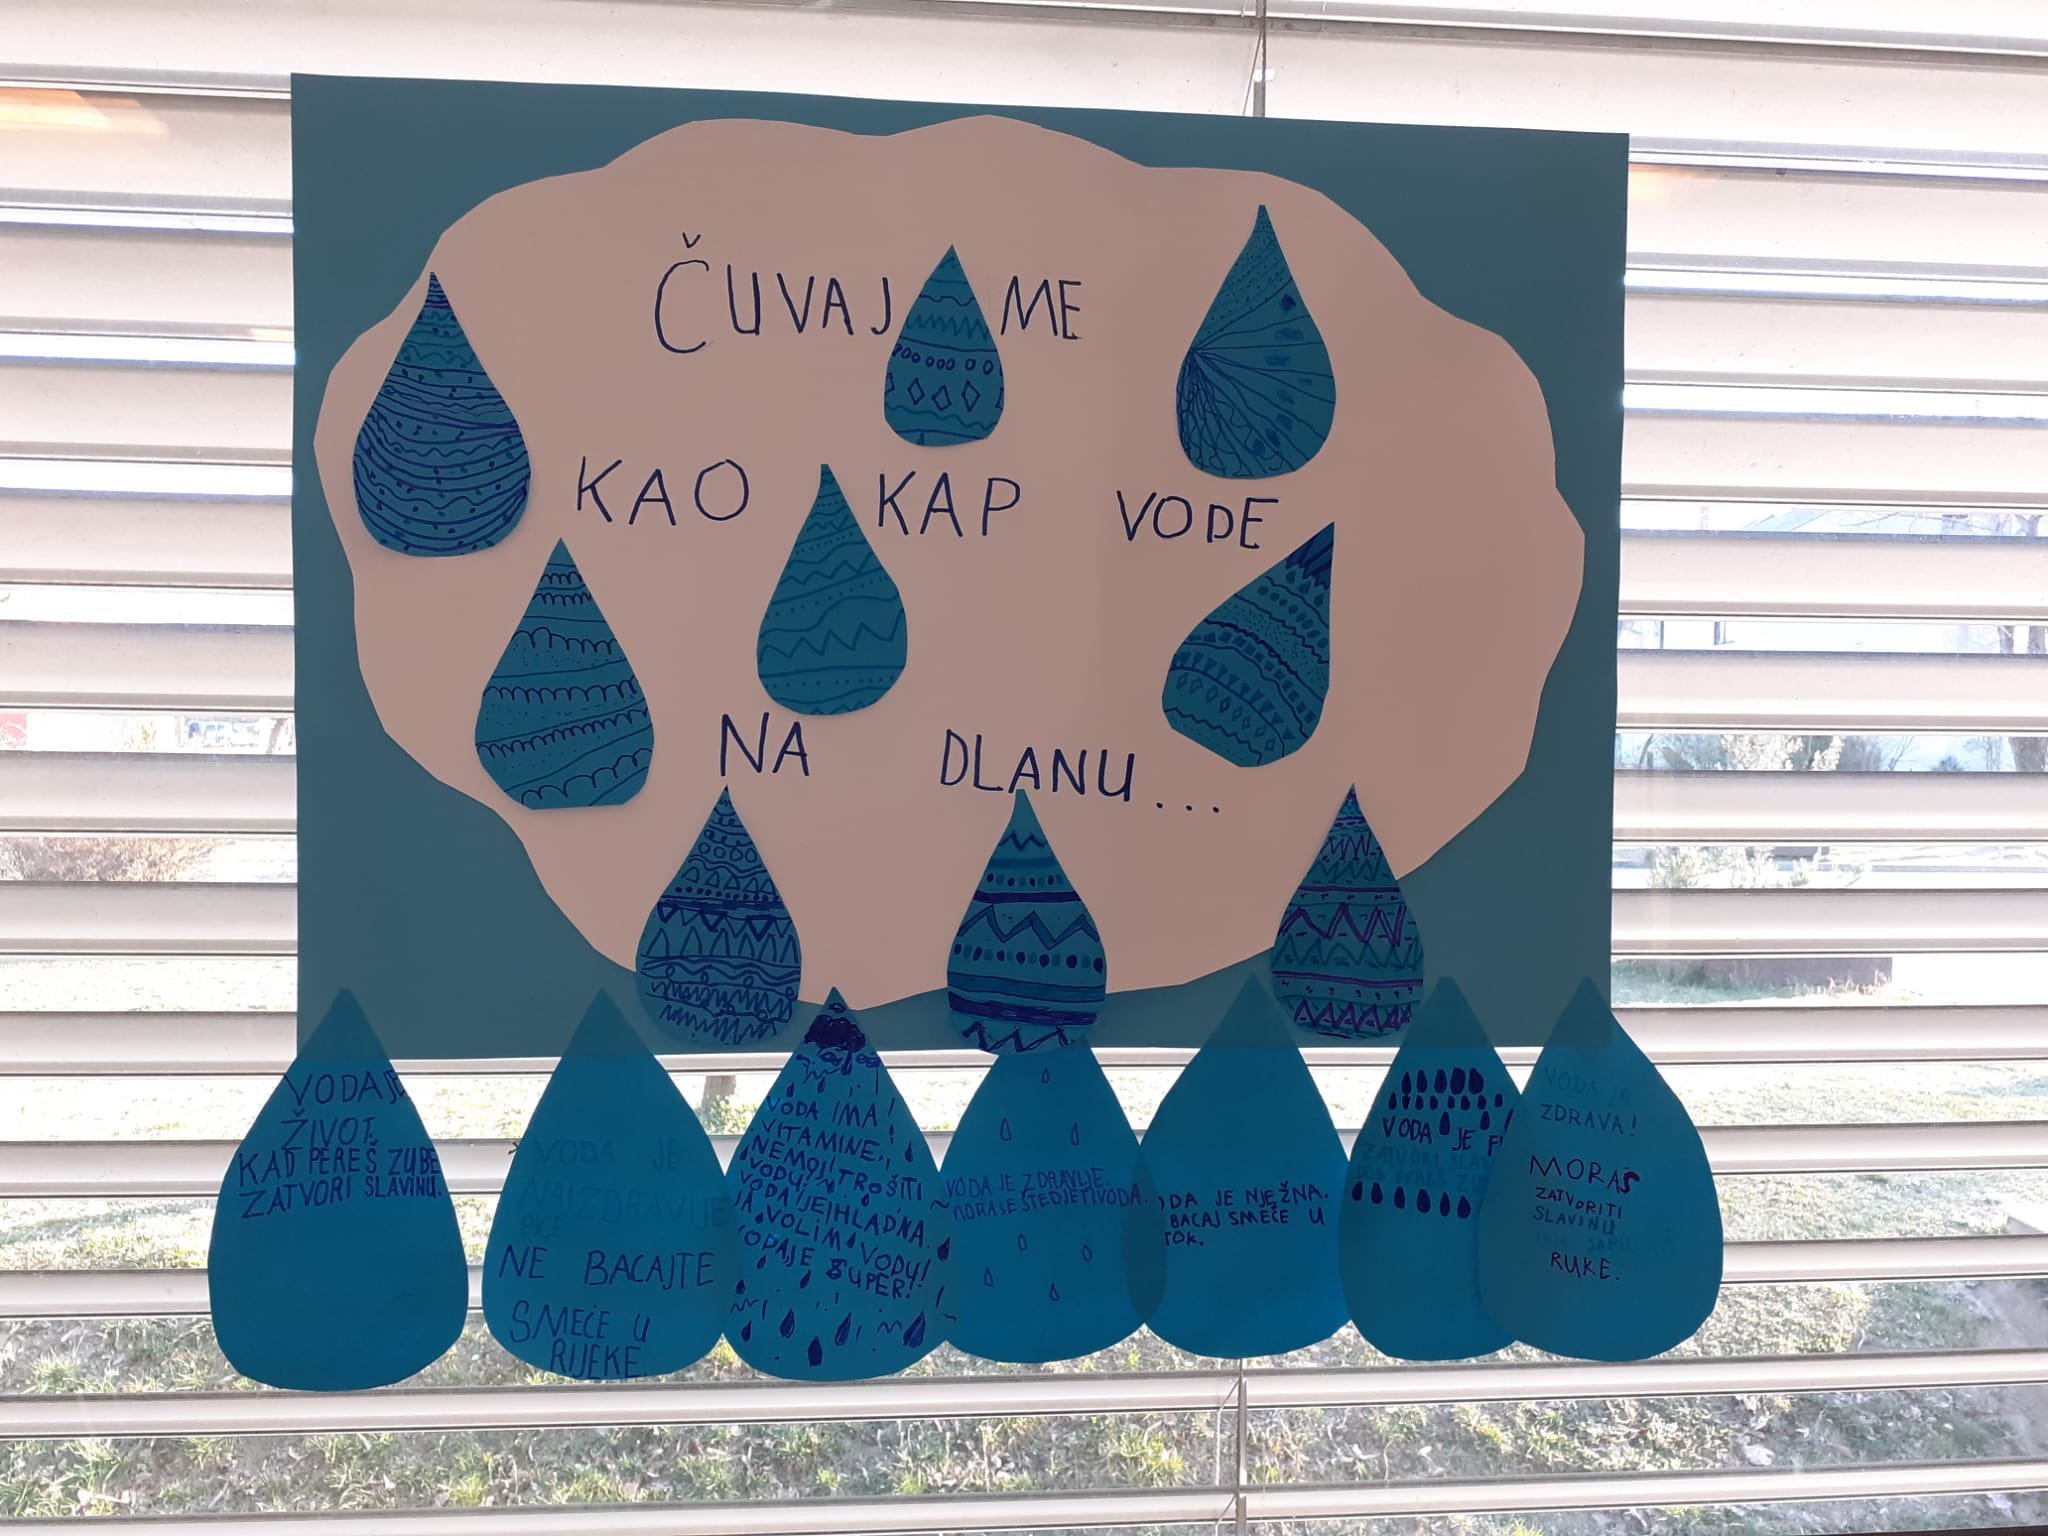 ČUVAJ ME
KAO KAP VODE
NA DLANU...
VODA JE
ŽIVOT.
KAD PEREŠ ZUBE
ZATVORI SLAVINU.
VODA JE
NAJZDRAVIJE
PIĆE
NE BACAJTE
SMEĆE U
RIJEKE.
VODA IMA
VITAMINE,
NEMOJ TROŠITI
VODU!
VODA JE HLADNA.
JA VOLIM VODU!
VODA JE SUPER!
VODA JE ZDRAVLJE.
MORA SE ŠTEDJETI VODA.
ODA JE NJEŽNA.
BACAJ SMEĆE U
TOK.
VODA JE
ZATVORI
PEREŠ
VODA JE
ZDRAVA!
MORAŠ
ZATVORITI
SLAVINU
RUKE.